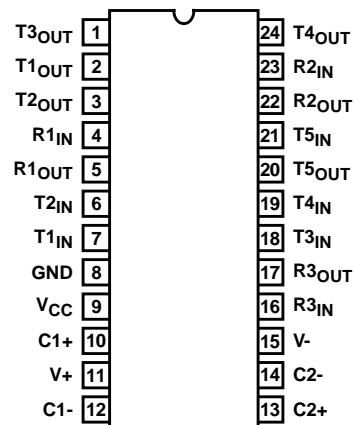 T3OUT 1 24 T4OUT
T1OUT 2 23 R2IN
T2OUT 3 22 R2OUT
R1IN 4 21 T5IN
R1OUT 5 20 T5OUT
T2IN 6 19 T4IN
T1IN 7 18 T3IN
GND 8 17 R3OUT
VCC 9 16 R3IN
C1+ 10 15 V-
V+ 11 14 C2-
C1- 12 13 C2+